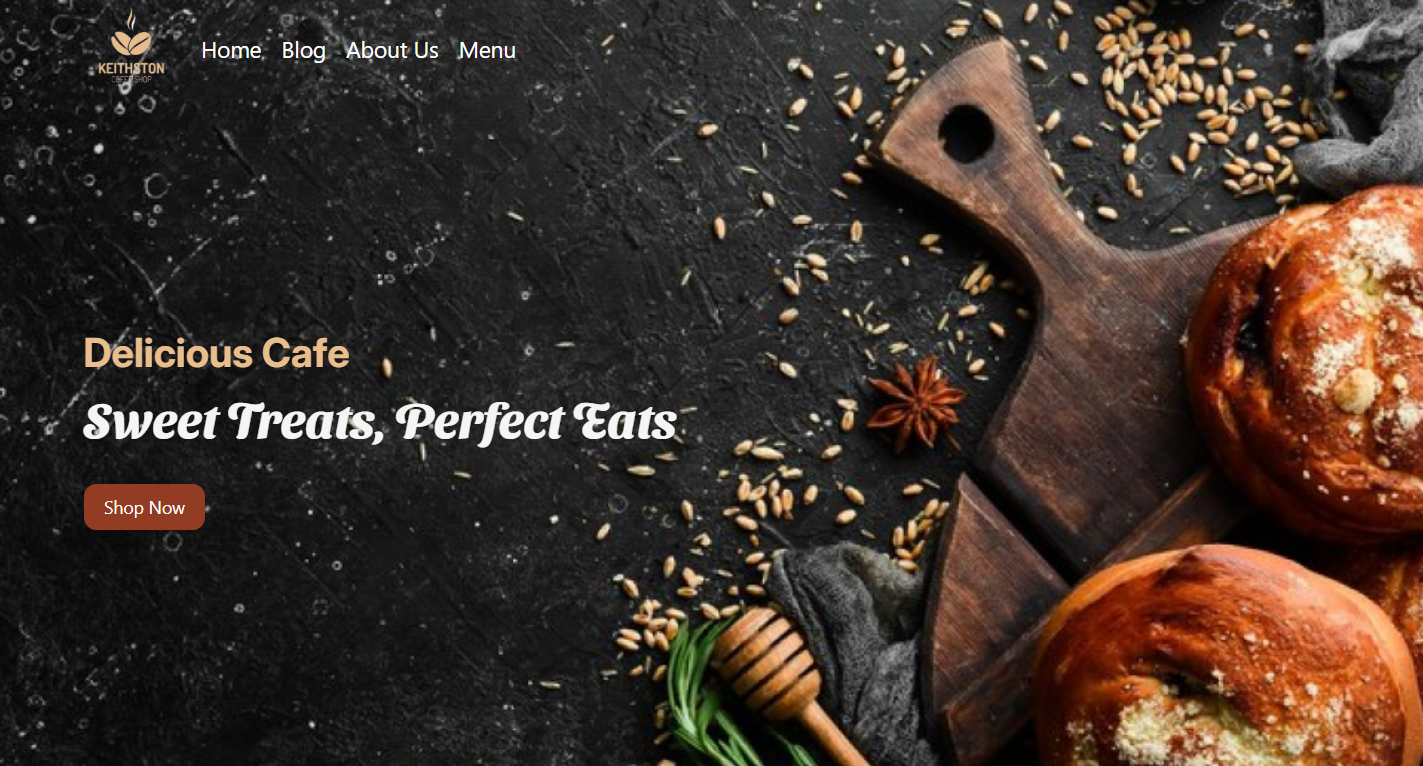 KEITHSTON
COFFEE SHOP
Home Blog About Us Menu
Delicious Cafe
Sweet Treats, Perfect Eats
Shop Now